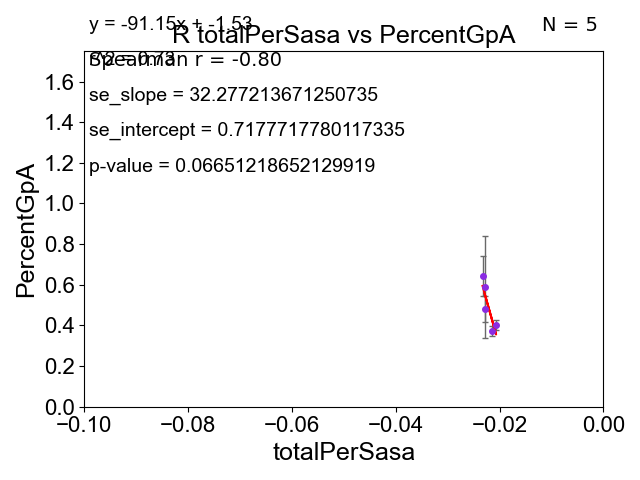 y = -91.15x + -1.53
N = 5
R totalPerSasa vs PercentGpA
Spearman r = -0.80
se_slope = 32.277213671250735
se_intercept = 0.7177717780117335
p-value = 0.06651218652129919
PercentGpA
1.6
1.4
1.2
1.0
0.8
0.6
0.4
0.2
0.0
−0.10 −0.08 −0.06 −0.04 −0.02 0.00
totalPerSasa